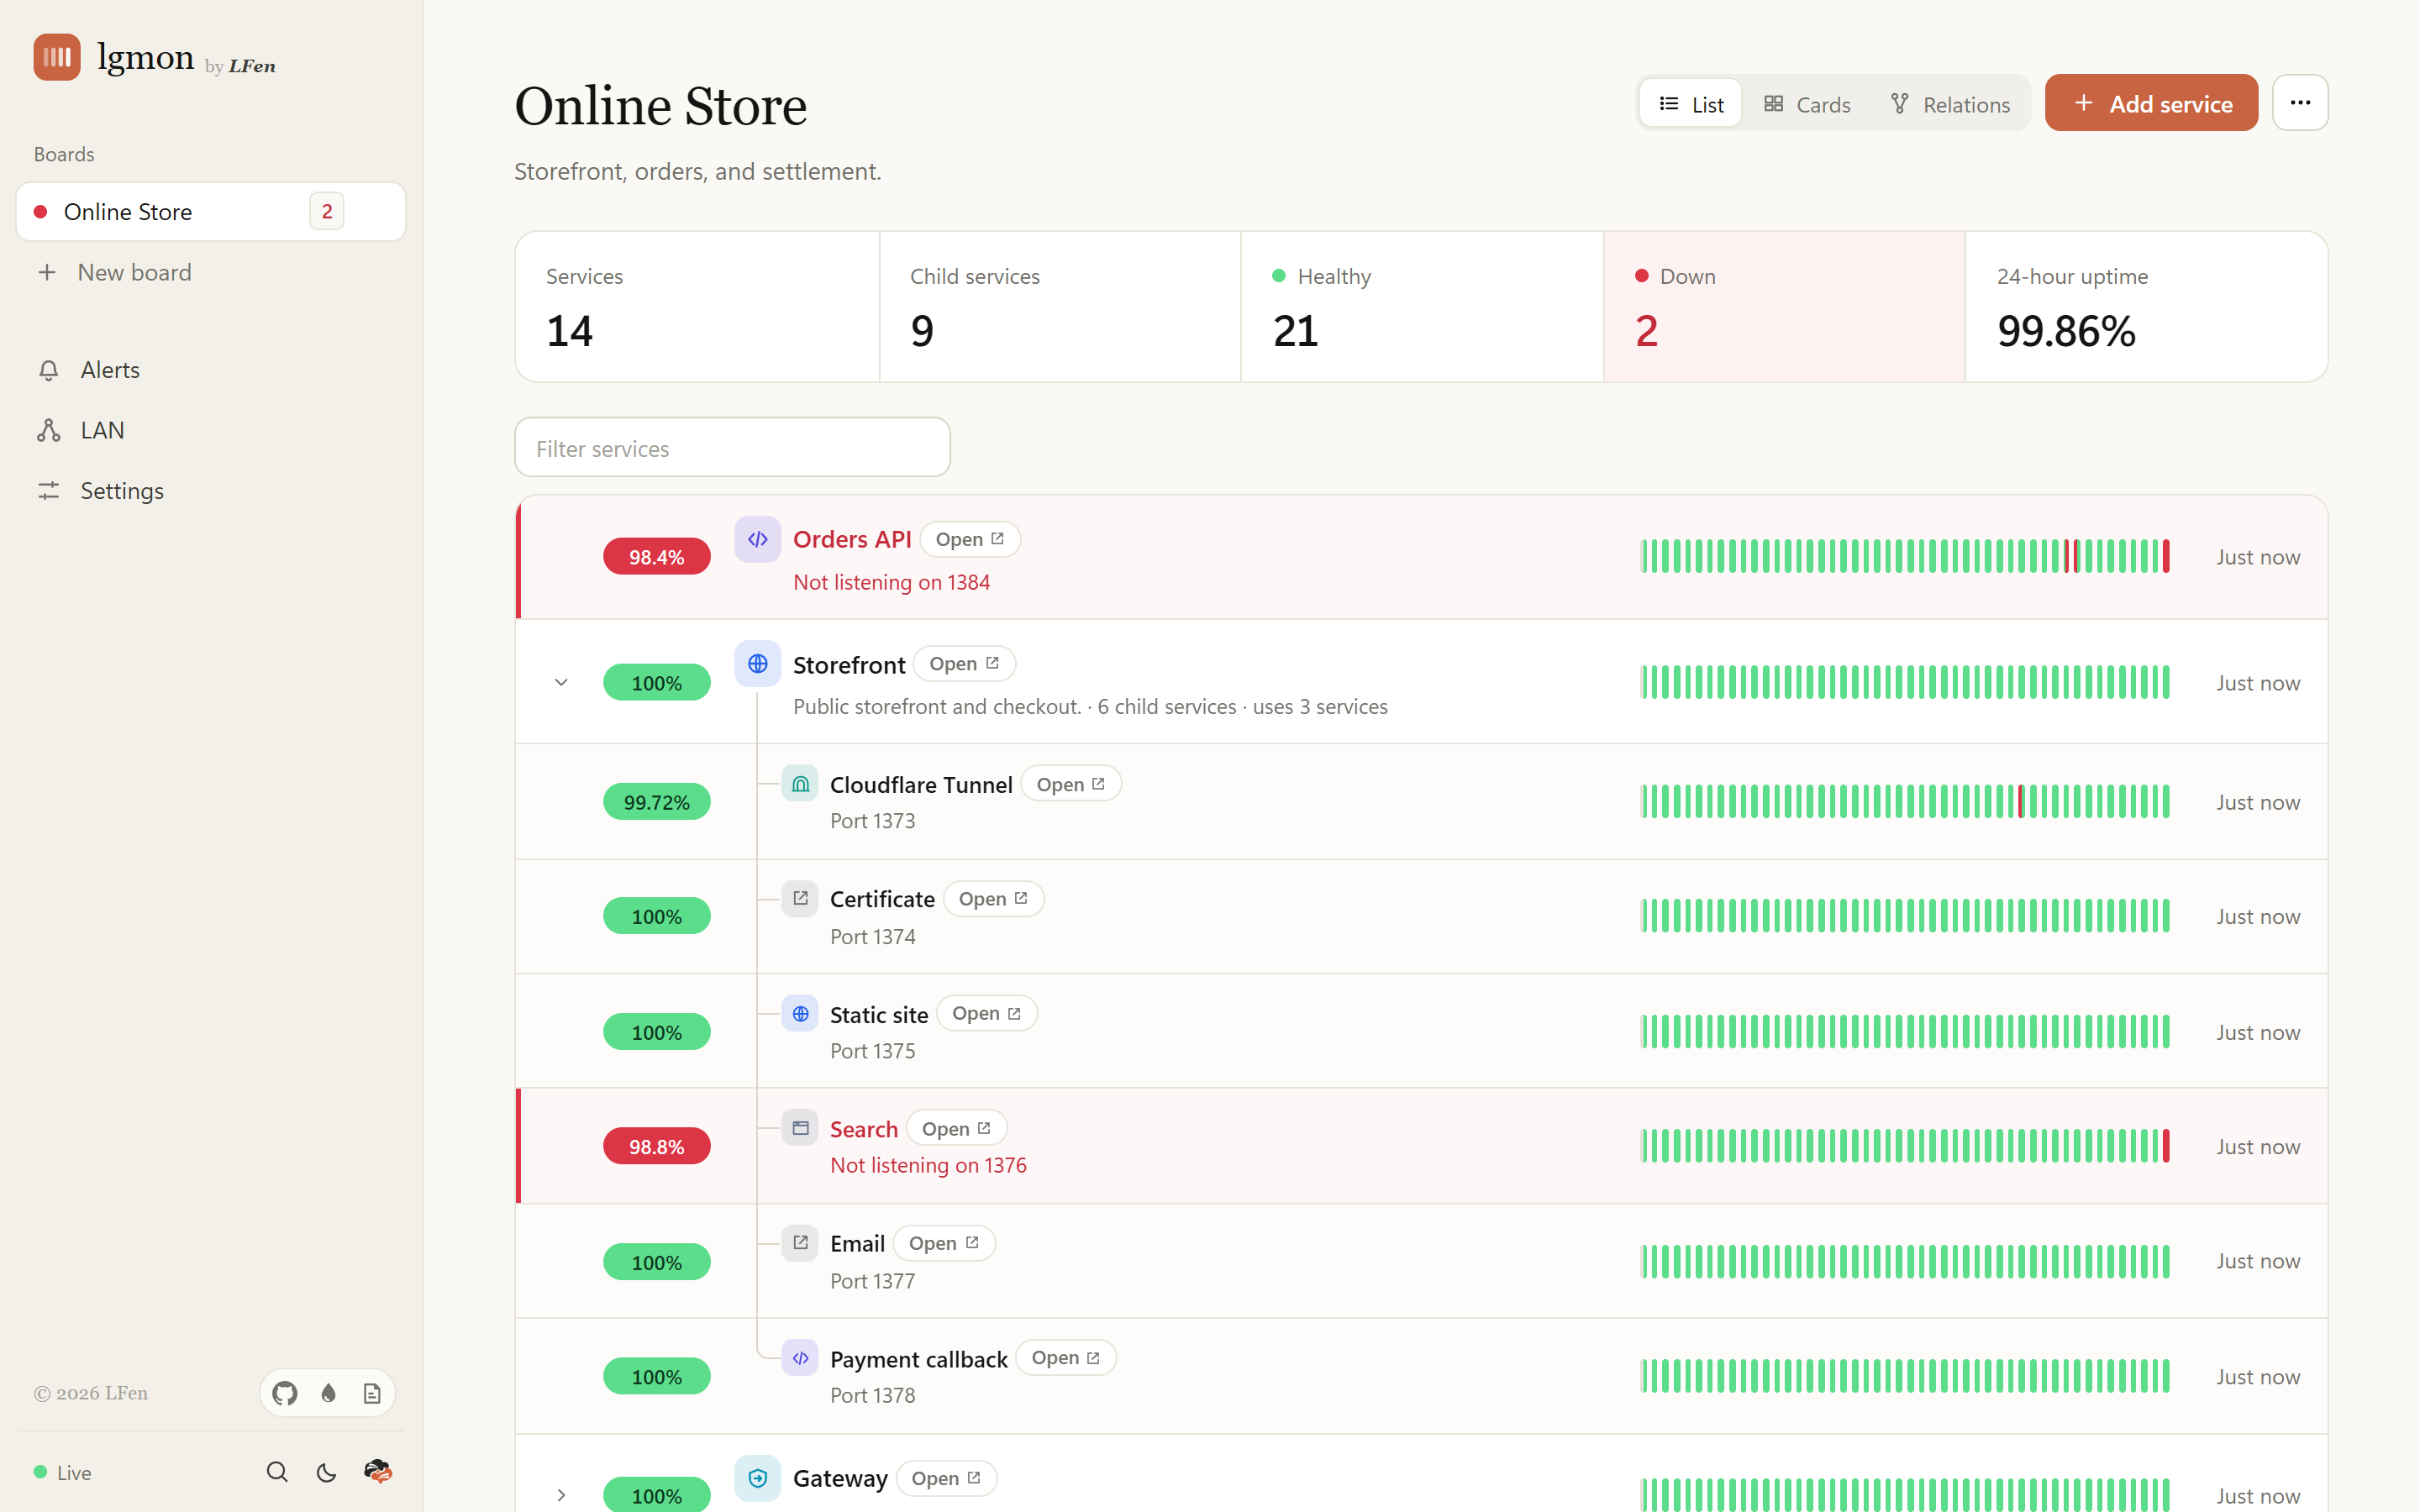 lgmon by LFen
Boards
Online Store 2
New board
Alerts
LAN
Settings
© 2026 LFen
Live
Online Store
Storefront, orders, and settlement.
List Cards Relations Add service
Services 14
Child services 9
Healthy 21
Down 2
24-hour uptime 99.86%
Filter services
98.4% Orders API Open Just now
Not listening on 1384
100% Storefront Open Just now
Public storefront and checkout. · 6 child services · uses 3 services
99.72% Cloudflare Tunnel Open Just now
Port 1373
100% Certificate Open Just now
Port 1374
100% Static site Open Just now
Port 1375
98.8% Search Open Just now
Not listening on 1376
100% Email Open Just now
Port 1377
100% Payment callback Open Just now
Port 1378
100% Gateway Open Just now